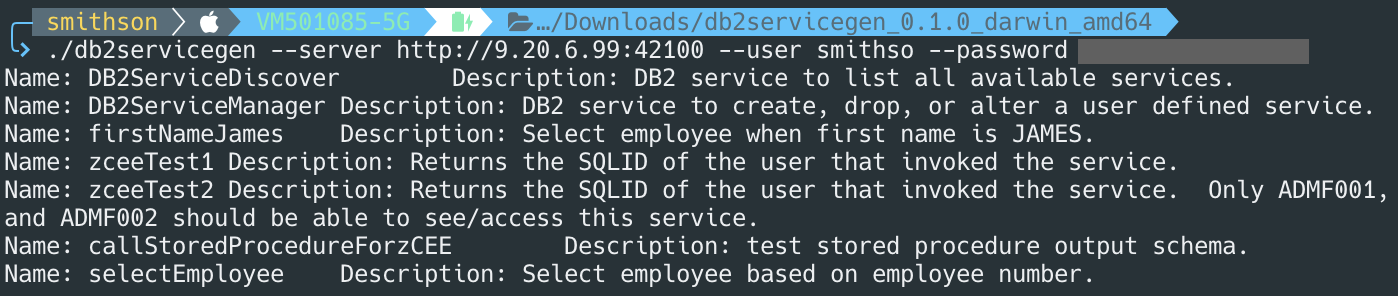 smithson VM501085-5G …/Downloads/db2servicegen_0.1.0_darwin_amd64
./db2servicegen --server http://9.20.6.99:42100 --user smithso --password
Name: DB2ServiceDiscover Description: DB2 service to list all available services.
Name: DB2ServiceManager Description: DB2 service to create, drop, or alter a user defined service.
Name: firstNameJames Description: Select employee when first name is JAMES.
Name: zceeTest1 Description: Returns the SQLID of the user that invoked the service.
Name: zceeTest2 Description: Returns the SQLID of the user that invoked the service. Only ADMF001,
and ADMF002 should be able to see/access this service.
Name: callStoredProcedureForzCEE Description: test stored procedure output schema.
Name: selectEmployee Description: Select employee based on employee number.